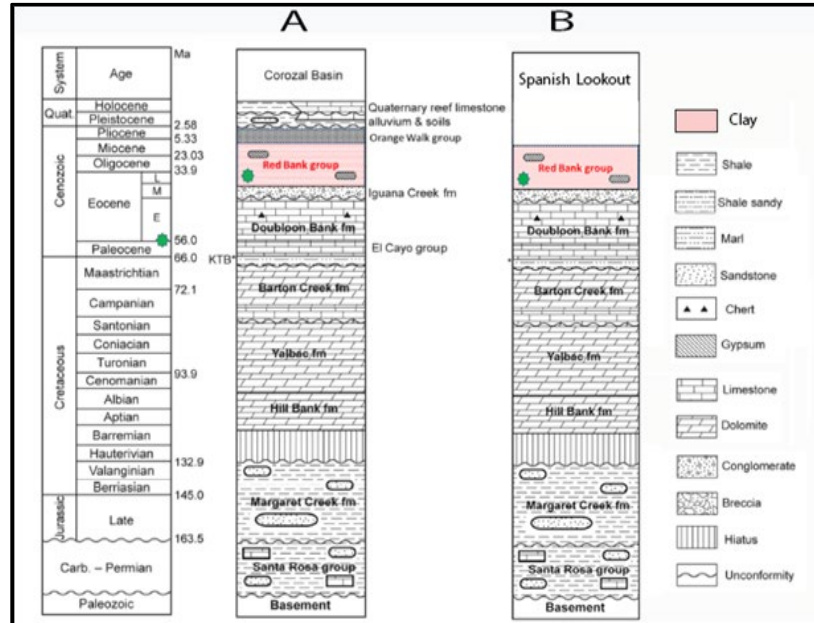 A
B
System
Age
Ma
Corozal Basin
Spanish Lookout
Quat.
Holocene
Pleistocene
2.58
Quaternary reef limestone
alluvium & soils
Cenozoic
Pliocene
5.33
Orange Walk group
Miocene
23.03
Oligocene
33.9
Red Bank group
Red Bank group
Eocene
L
M
E
Iguana Creek fm
Doubloon Bank fm
Doubloon Bank fm
56.0
Paleocene
El Cayo group
66.0
KTB*
*
Cretaceous
Maastrichtian
72.1
Barton Creek fm
Barton Creek fm
Campanian
Santonian
Coniacian
Turonian
Yalbac fm
Yalbac fm
93.9
Cenomanian
Albian
Aptian
Hill Bank fm
Hill Bank fm
Barremian
Hauterivian
132.9
Valanginian
Berriasian
145.0
Margaret Creek fm
Margaret Creek fm
Jurassic
Late
163.5
Carb. – Permian
Santa Rosa group
Santa Rosa group
Paleozoic
Basement
Basement
Clay
Shale
Shale sandy
Marl
Sandstone
Chert
Gypsum
Limestone
Dolomite
Conglomerate
Breccia
Hiatus
Unconformity